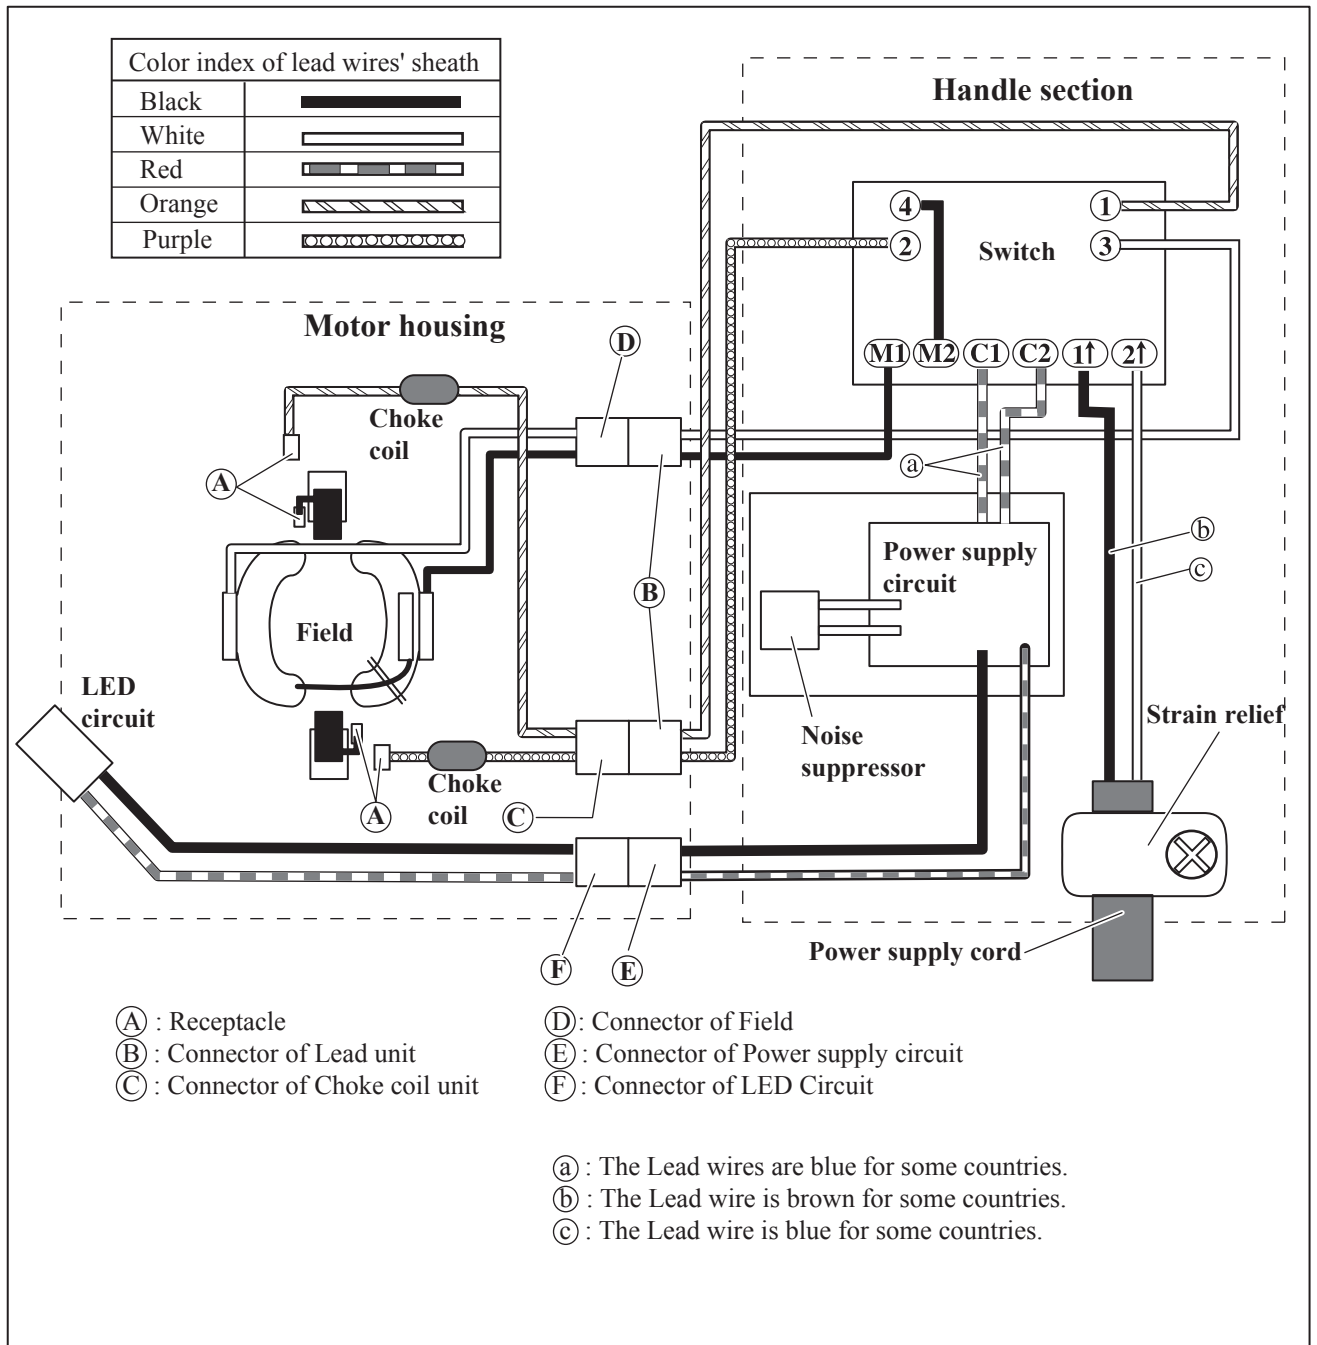 Color index of lead wires' sheath
Black
White
Red
Orange
Purple
Handle section
4
1
2
3
Switch
M1
M2
C1
C2
1↑
2↑
Motor housing
D
Choke
coil
A
a
B
Power supply
circuit
b
c
Field
LED
circuit
Noise
suppressor
Strain relief
Choke
coil
A
C
F
E
Power supply cord
A : Receptacle
B : Connector of Lead unit
C : Connector of Choke coil unit
D : Connector of Field
E : Connector of Power supply circuit
F : Connector of LED Circuit
a : The Lead wires are blue for some countries.
b : The Lead wire is brown for some countries.
c : The Lead wire is blue for some countries.